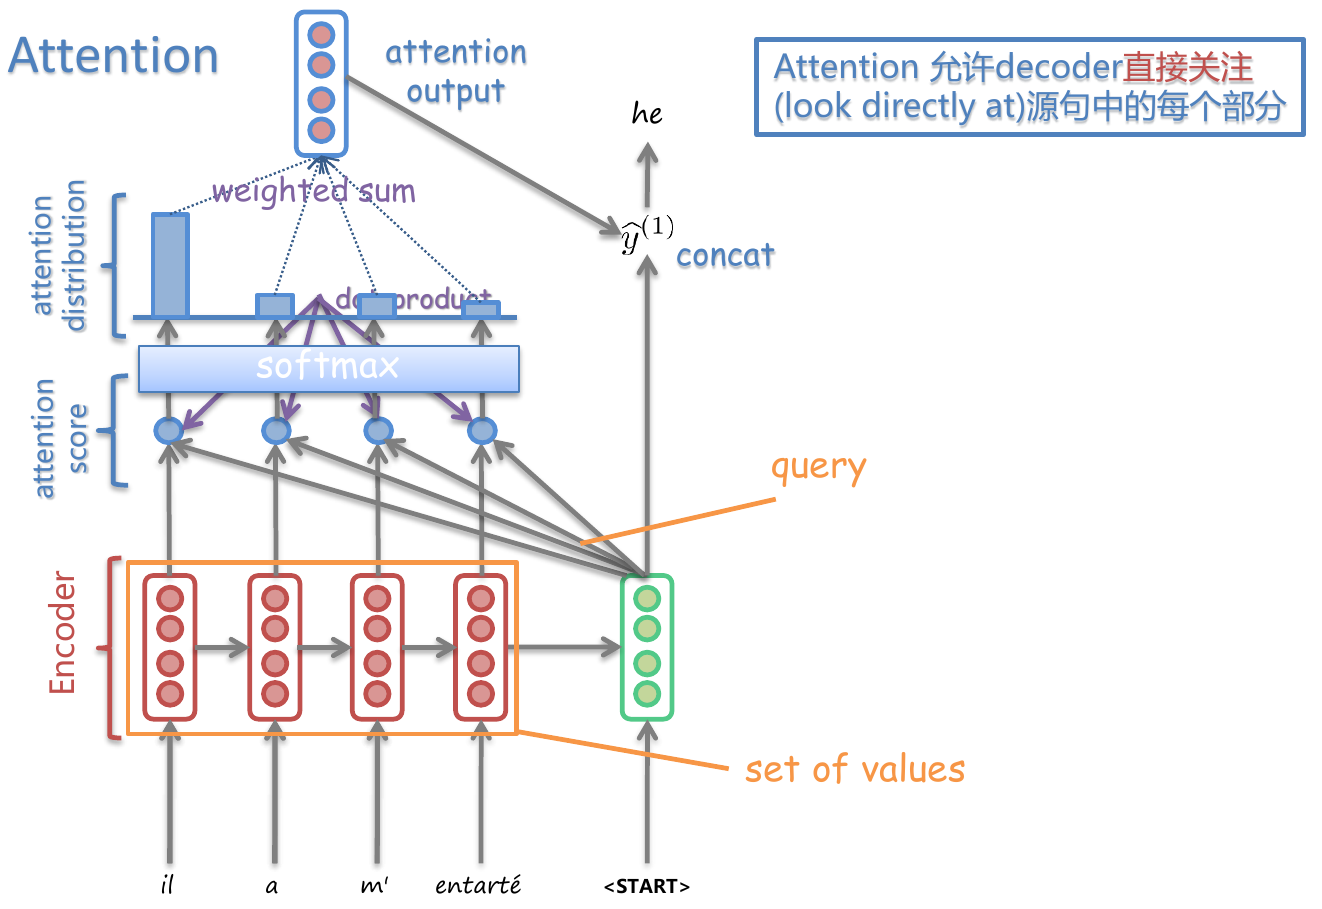 Attention
attention
output
Attention 允许decoder直接关注
(look directly at)源句中的每个部分
he
weighted sum
attention
distribution
ŷ(1)
concat
dot product
softmax
attention
score
query
Encoder
set of values
il
a
m'
entarté
<START>